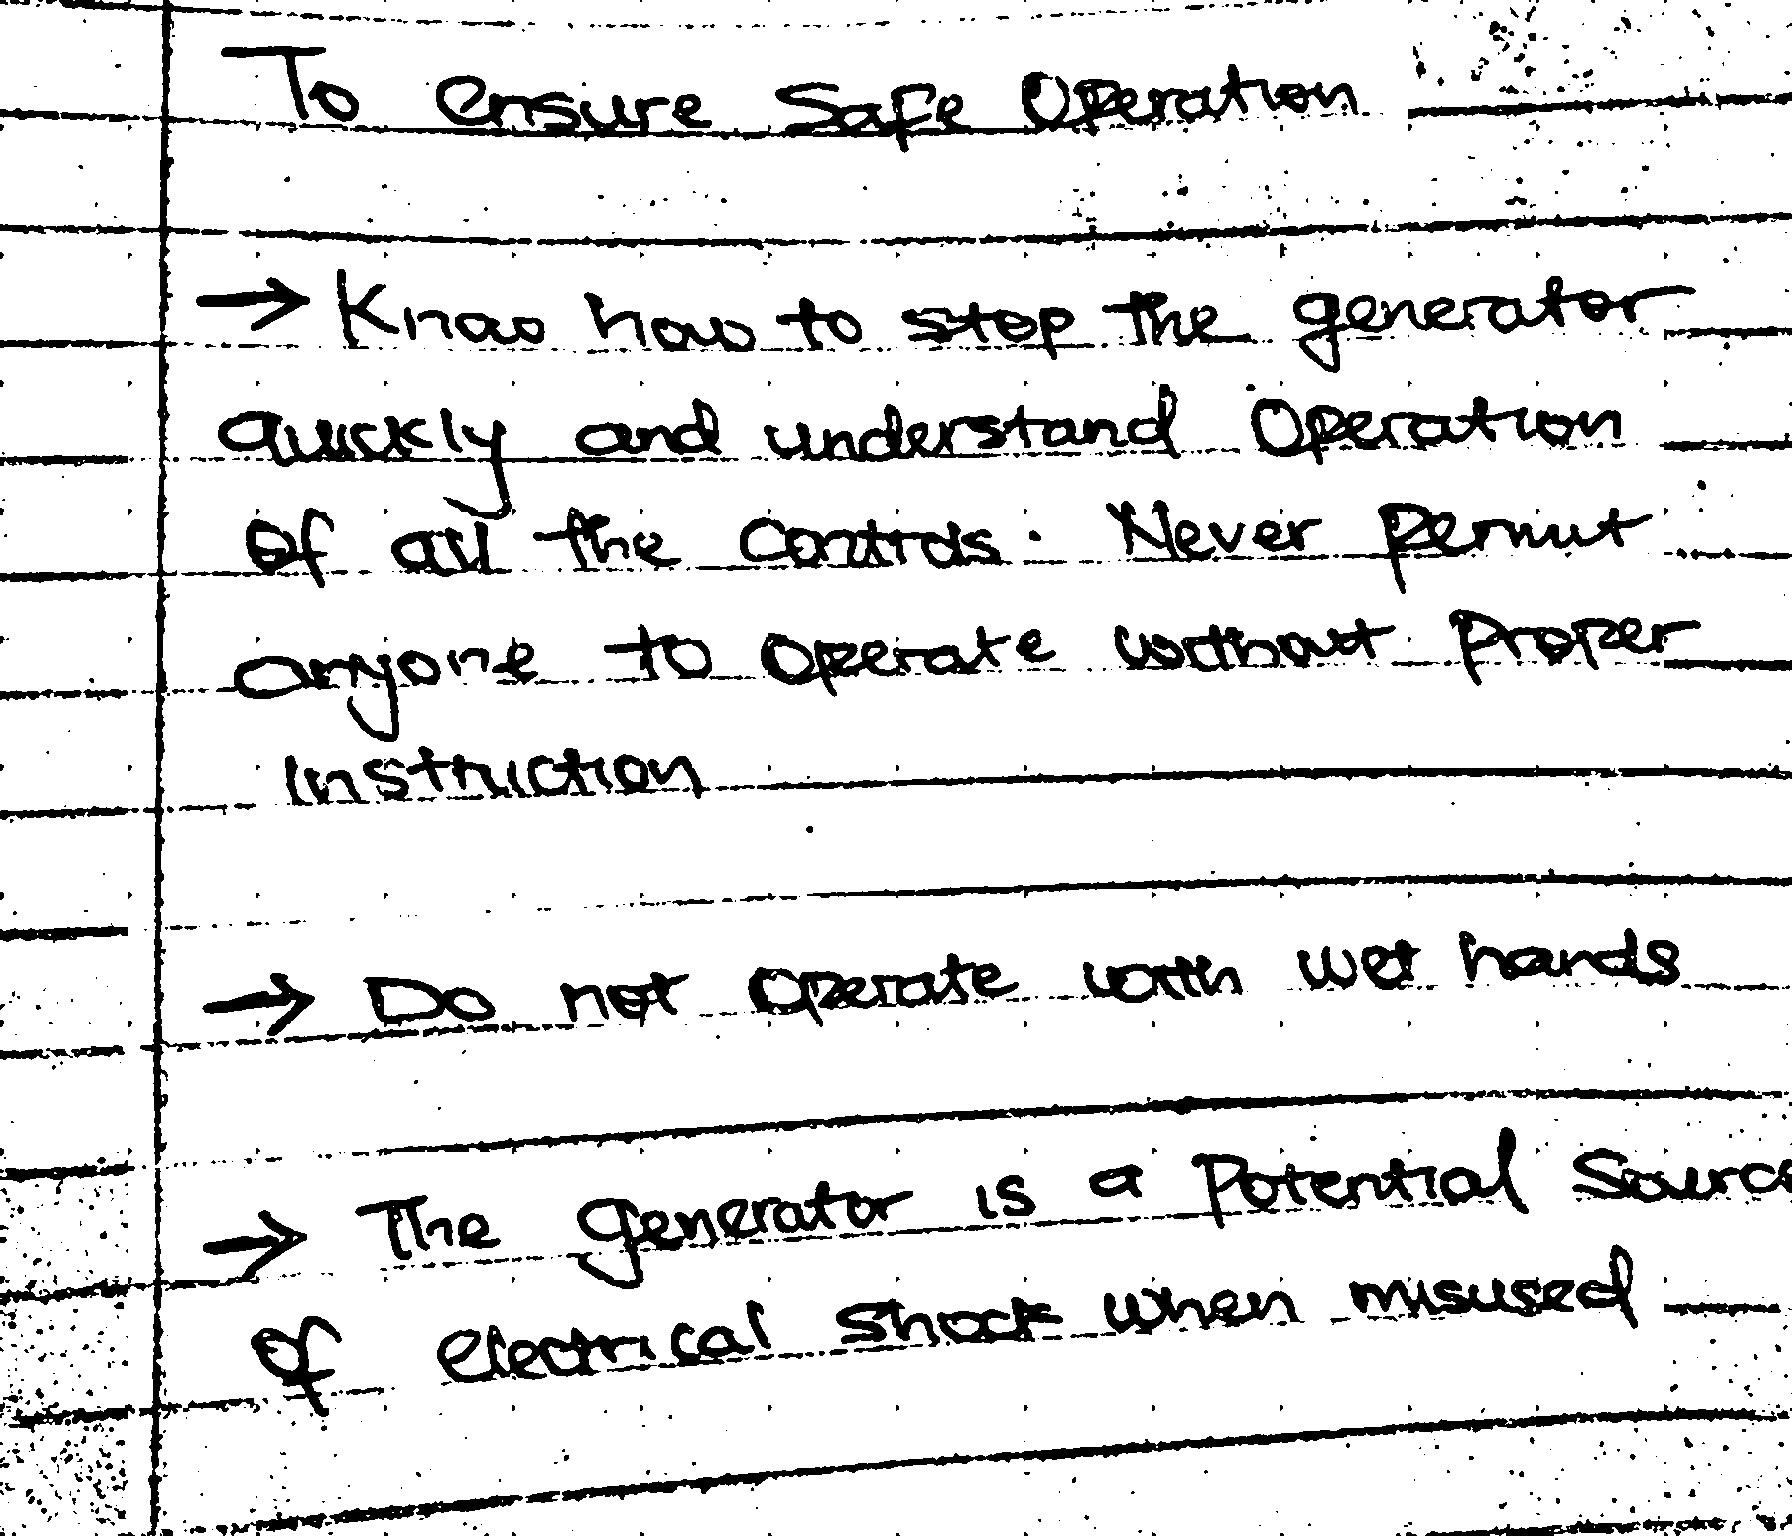 To ensure Safe Operation
→ Know how to stop the generator
quickly and understand Operation
Of all the Controls. Never Permit
anyone to Operate without Proper
Instruction
→ Do not Operate with wet hands
→ The generator is a Potential Source
Of Electrical Shock when misused